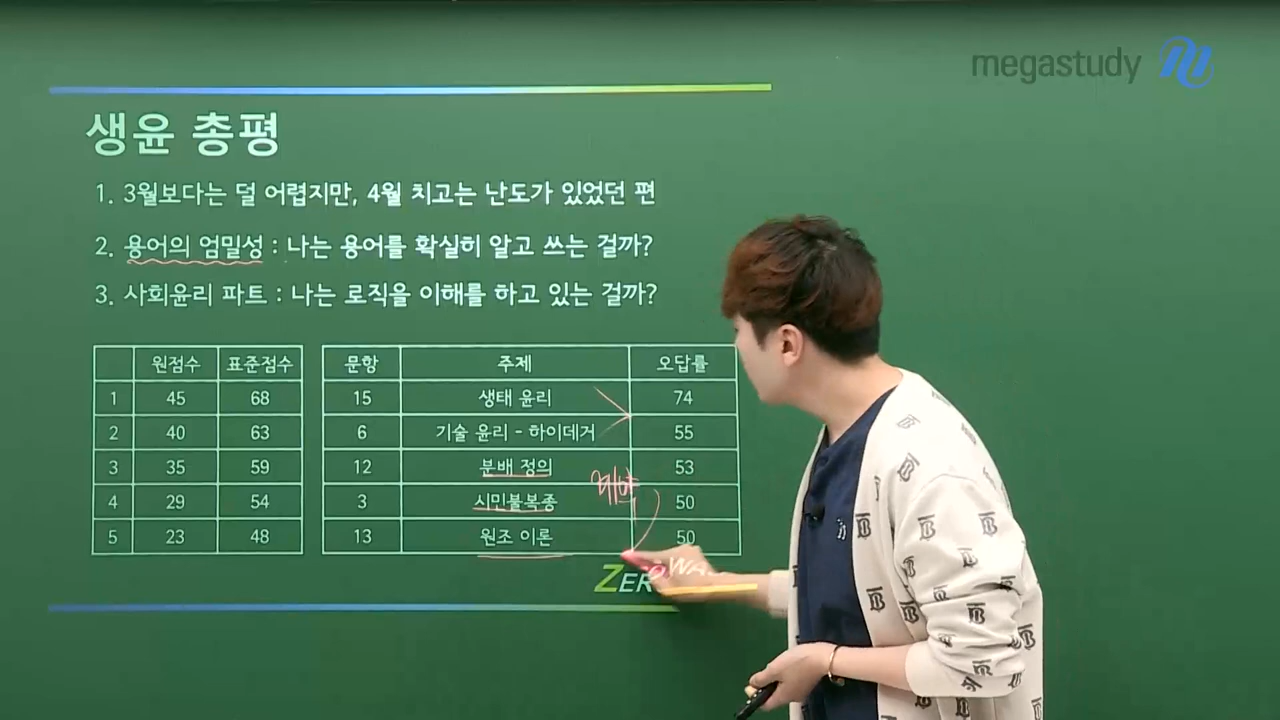 megastudy
생윤 총평
1. 3월보다는 덜 어렵지만, 4월 치고는 난도가 있었던 편
2. 용어의 엄밀성 : 나는 용어를 확실히 알고 쓰는 걸까?
3. 사회윤리 파트 : 나는 로직을 이해를 하고 있는 걸까?
원점수 표준점수
1 45 68
2 40 63
3 35 59
4 29 54
5 23 48
문항 주제 오답률
15 생태 윤리 74
6 기술 윤리 - 하이데거 55
12 분배 정의 53
3 시민불복종 50
13 원조 이론 50